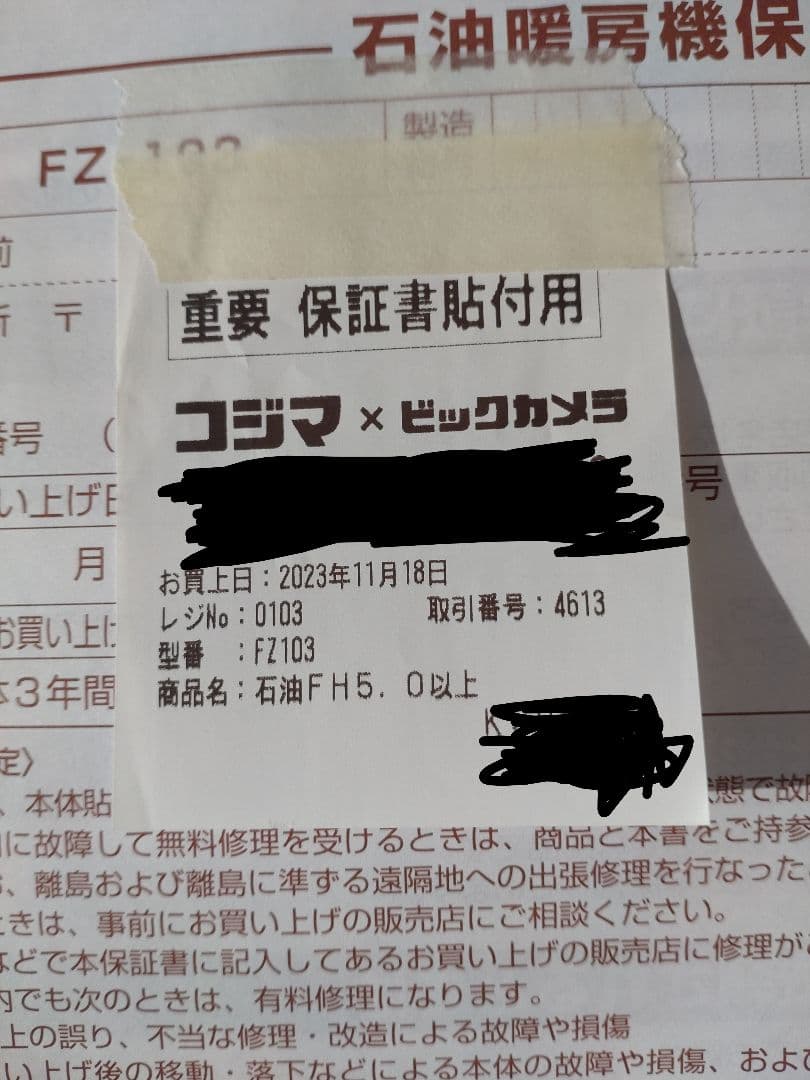 石油暖房機保
FZ
製造
前
所 〒
重要 保証書貼付用
コジマ×ビックカメラ
番号 (
い上げ日
号
月
お買上日:2023年11月18日
レジNo:0103 取引番号:4613
お買い上げ
型番 :FZ103
体3年間
商品名:石油FH5.0以上
K
定〉
、本体貼
状態で故障
に故障して無料修理を受けるときは、商品と本書をご持参
、離島および離島に準ずる遠隔地への出張修理を行なった
ときは、事前にお買い上げの販売店にご相談ください。
などで本保証書に記入してあるお買い上げの販売店に修理がご
内でも次のときは、有料修理になります。
上の誤り、不当な修理・改造による故障や損傷
い上げ後の移動・落下などによる本体の故障や損傷、および